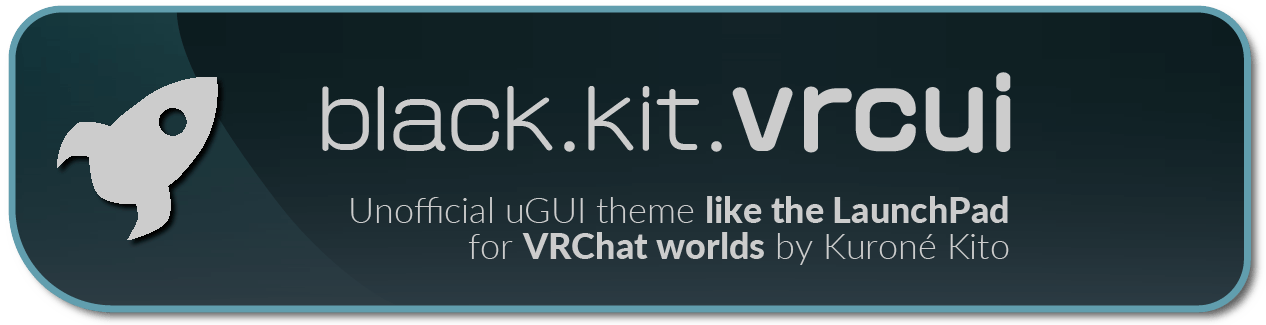 black.kit.vrcui
Unofficial uGUI theme like the LaunchPad
for VRChat worlds by Kuroné Kito